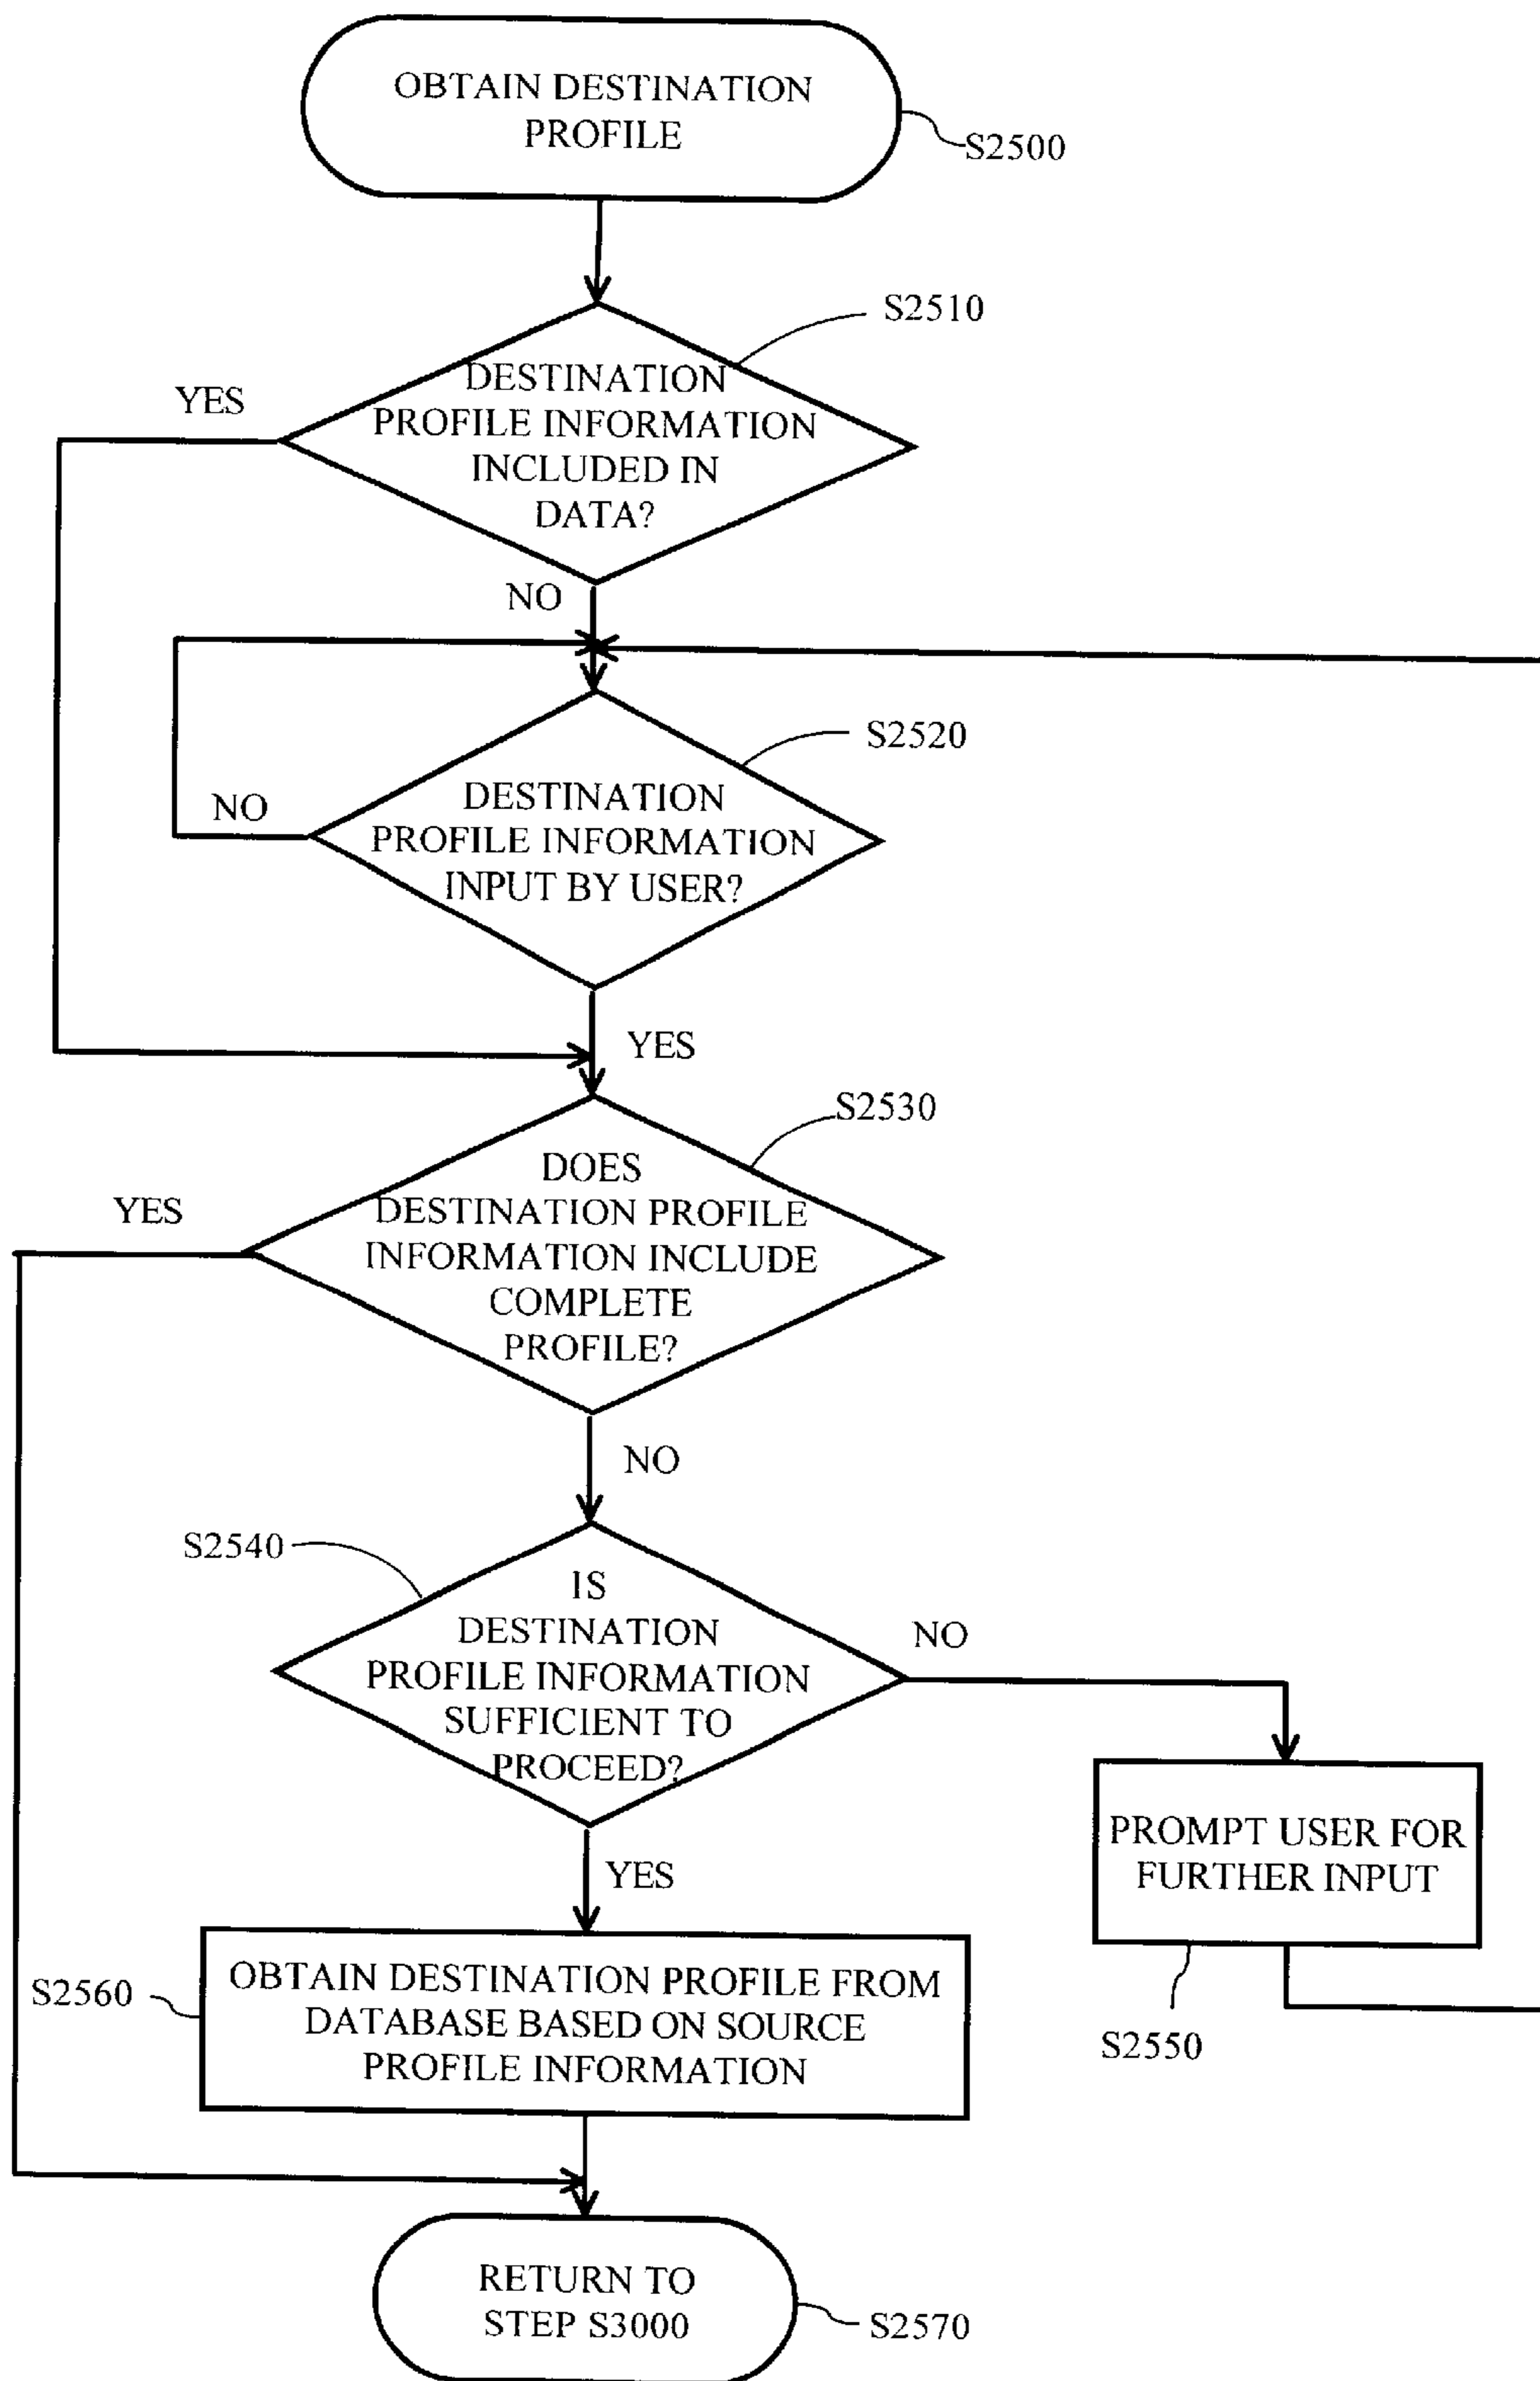 OBTAIN DESTINATION
PROFILE
S2500
S2510
YES
DESTINATION
PROFILE INFORMATION
INCLUDED IN
DATA?
NO
S2520
NO
DESTINATION
PROFILE INFORMATION
INPUT BY USER?
YES
S2530
YES
DOES
DESTINATION PROFILE
INFORMATION INCLUDE
COMPLETE
PROFILE?
NO
S2540
IS
DESTINATION
PROFILE INFORMATION
SUFFICIENT TO
PROCEED?
NO
PROMPT USER FOR
FURTHER INPUT
S2550
YES
S2560
OBTAIN DESTINATION PROFILE FROM
DATABASE BASED ON SOURCE
PROFILE INFORMATION
RETURN TO
STEP S3000
S2570